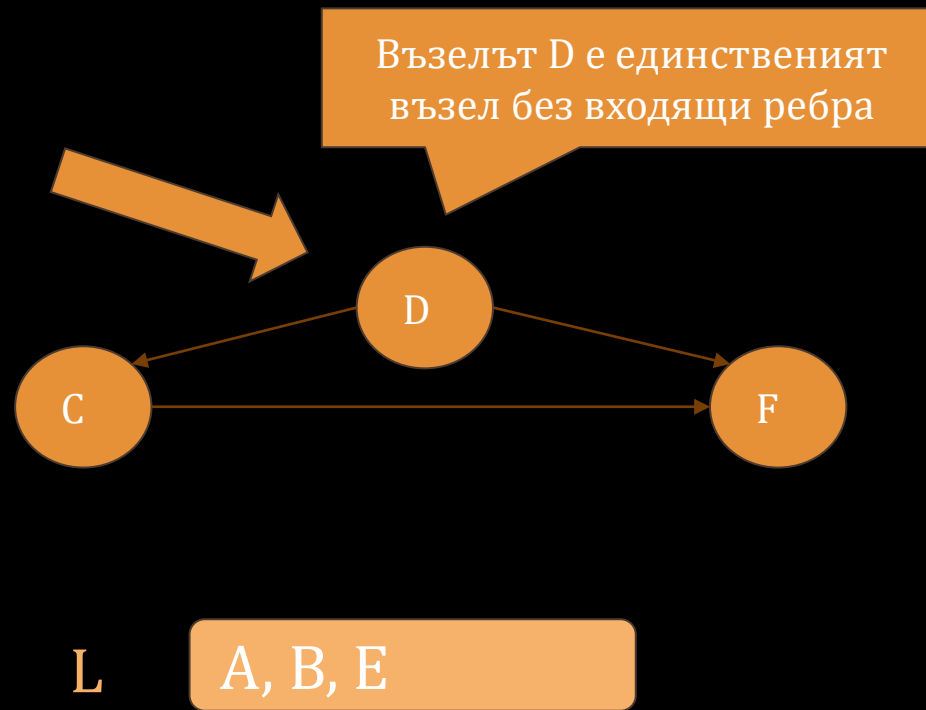 Възелът D е единственият
възел без входящи ребра
D
C
F
L
A, B, E